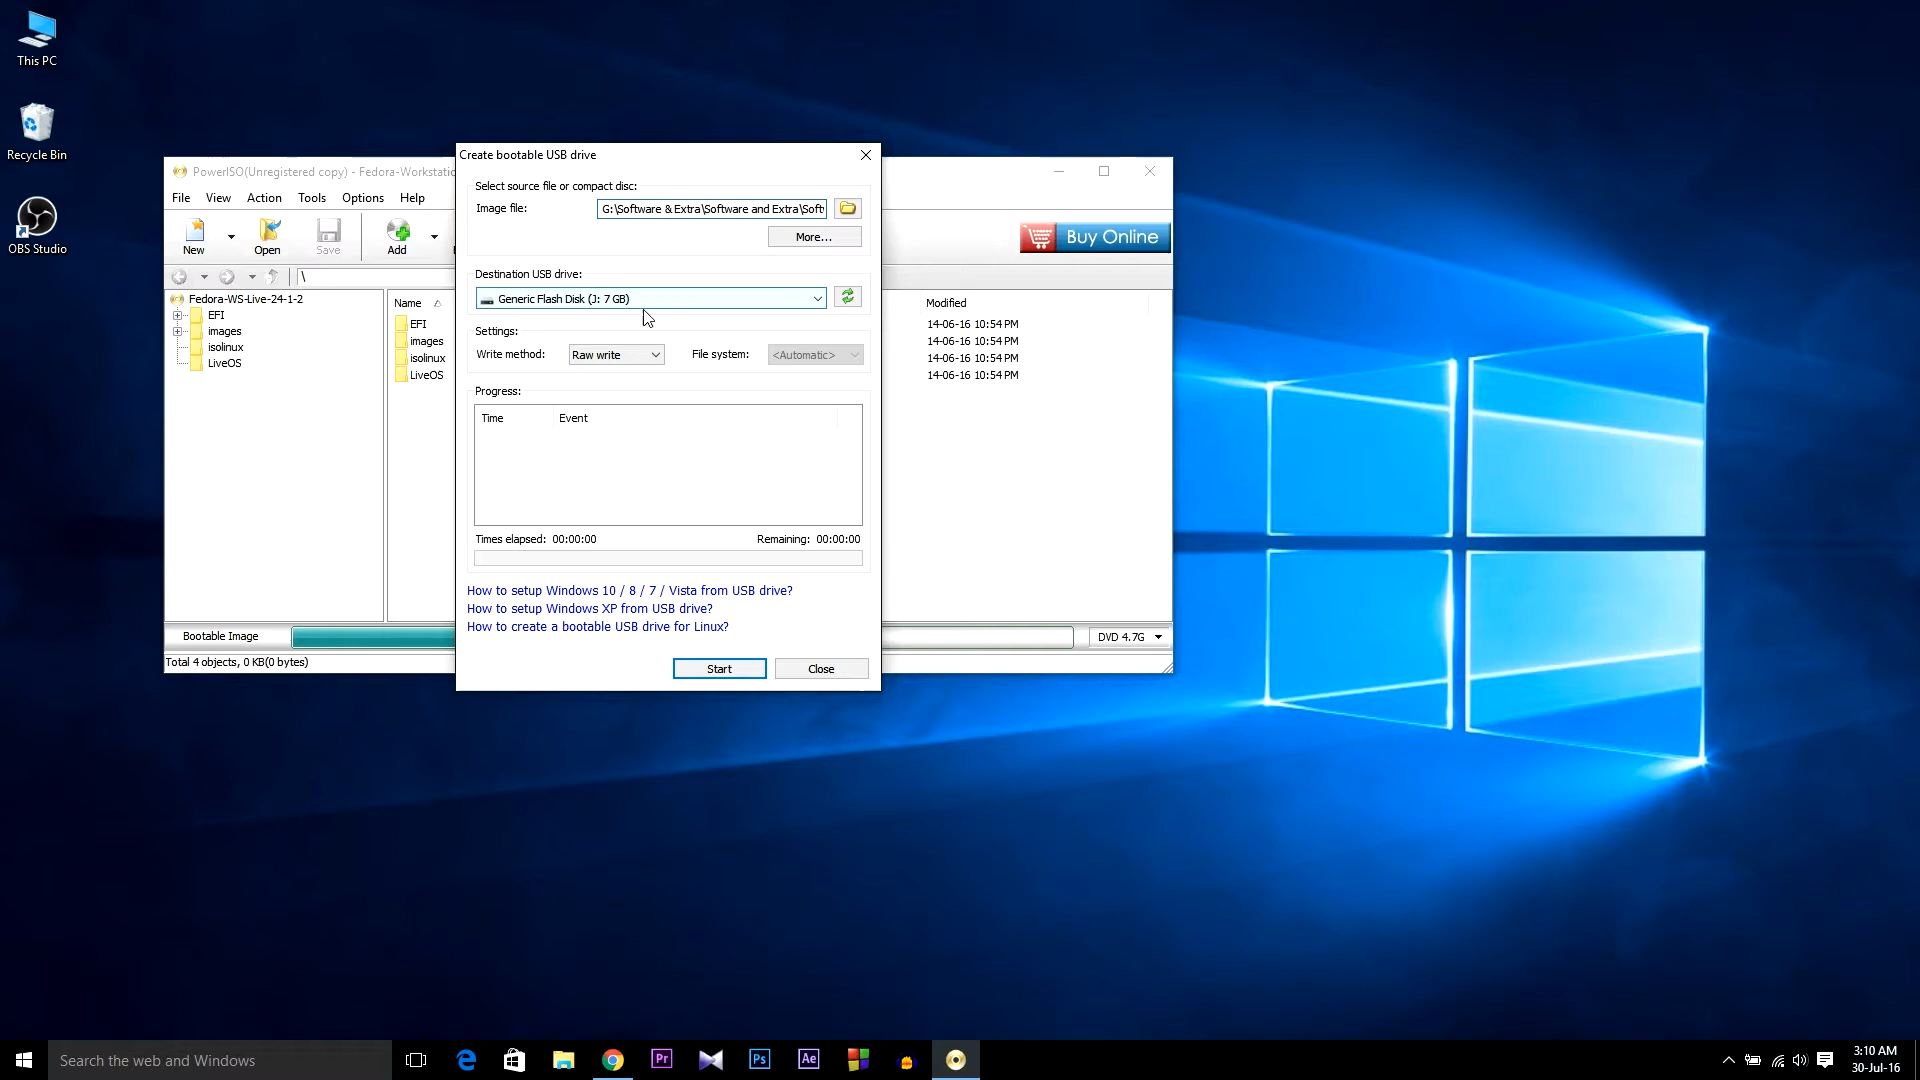 This PC
Recycle Bin
OBS Studio
PowerISO(Unregistered copy) - Fedora-Workstatio
File View Action Tools Options Help
New Open Save Add
Buy Online
\
Fedora-WS-Live-24-1-2
EFI
images
isolinux
LiveOS
Name Modified
EFI 14-06-16 10:54 PM
images 14-06-16 10:54 PM
isolinux 14-06-16 10:54 PM
LiveOS 14-06-16 10:54 PM
Bootable Image
DVD 4.7G
Total 4 objects, 0 KB(0 bytes)
Create bootable USB drive
Select source file or compact disc:
Image file: G:\Software & Extra\Software and Extra\Soft
More...
Destination USB drive:
Generic Flash Disk (J: 7 GB)
Settings:
Write method: Raw write File system: <Automatic>
Progress:
Time Event
Times elapsed: 00:00:00 Remaining: 00:00:00
How to setup Windows 10 / 8 / 7 / Vista from USB drive?
How to setup Windows XP from USB drive?
How to create a bootable USB drive for Linux?
Start Close
Search the web and Windows
Pr
Ps
Ae
3:10 AM
30-Jul-16